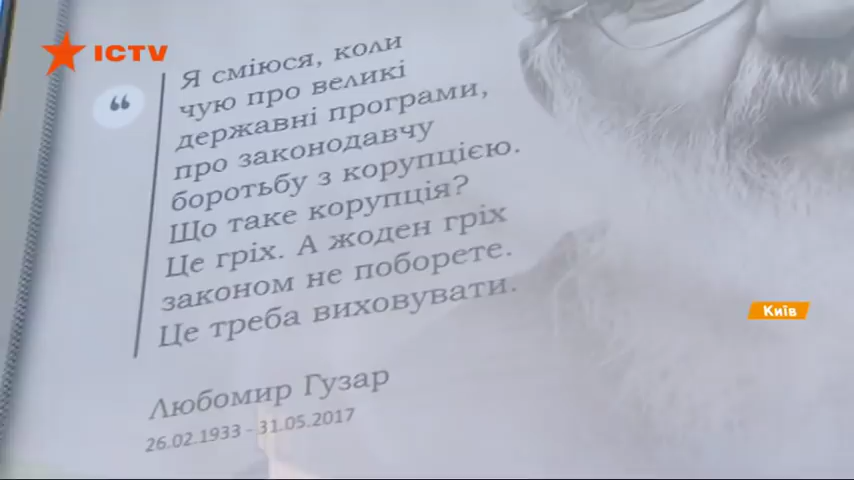 ICTV
“
Я сміюся, коли
чую про великі
державні програми,
про законодавчу
боротьбу з корупцією.
Що таке корупція?
Це гріх. А жоден гріх
законом не поборете.
Це треба виховувати.
Любомир Гузар
26.02.1933 - 31.05.2017
Київ